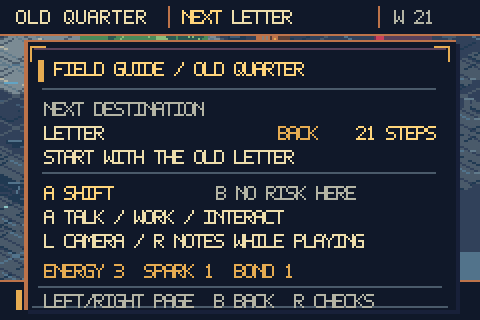 OLD QUARTER NEXT LETTER W 21
FIELD GUIDE / OLD QUARTER
NEXT DESTINATION
LETTER BACK 21 STEPS
START WITH THE OLD LETTER
A SHIFT B NO RISK HERE
A TALK / WORK / INTERACT
L CAMERA / R NOTES WHILE PLAYING
ENERGY 3 SPARK 1 BOND 1
LEFT/RIGHT PAGE B BACK R CHECKS